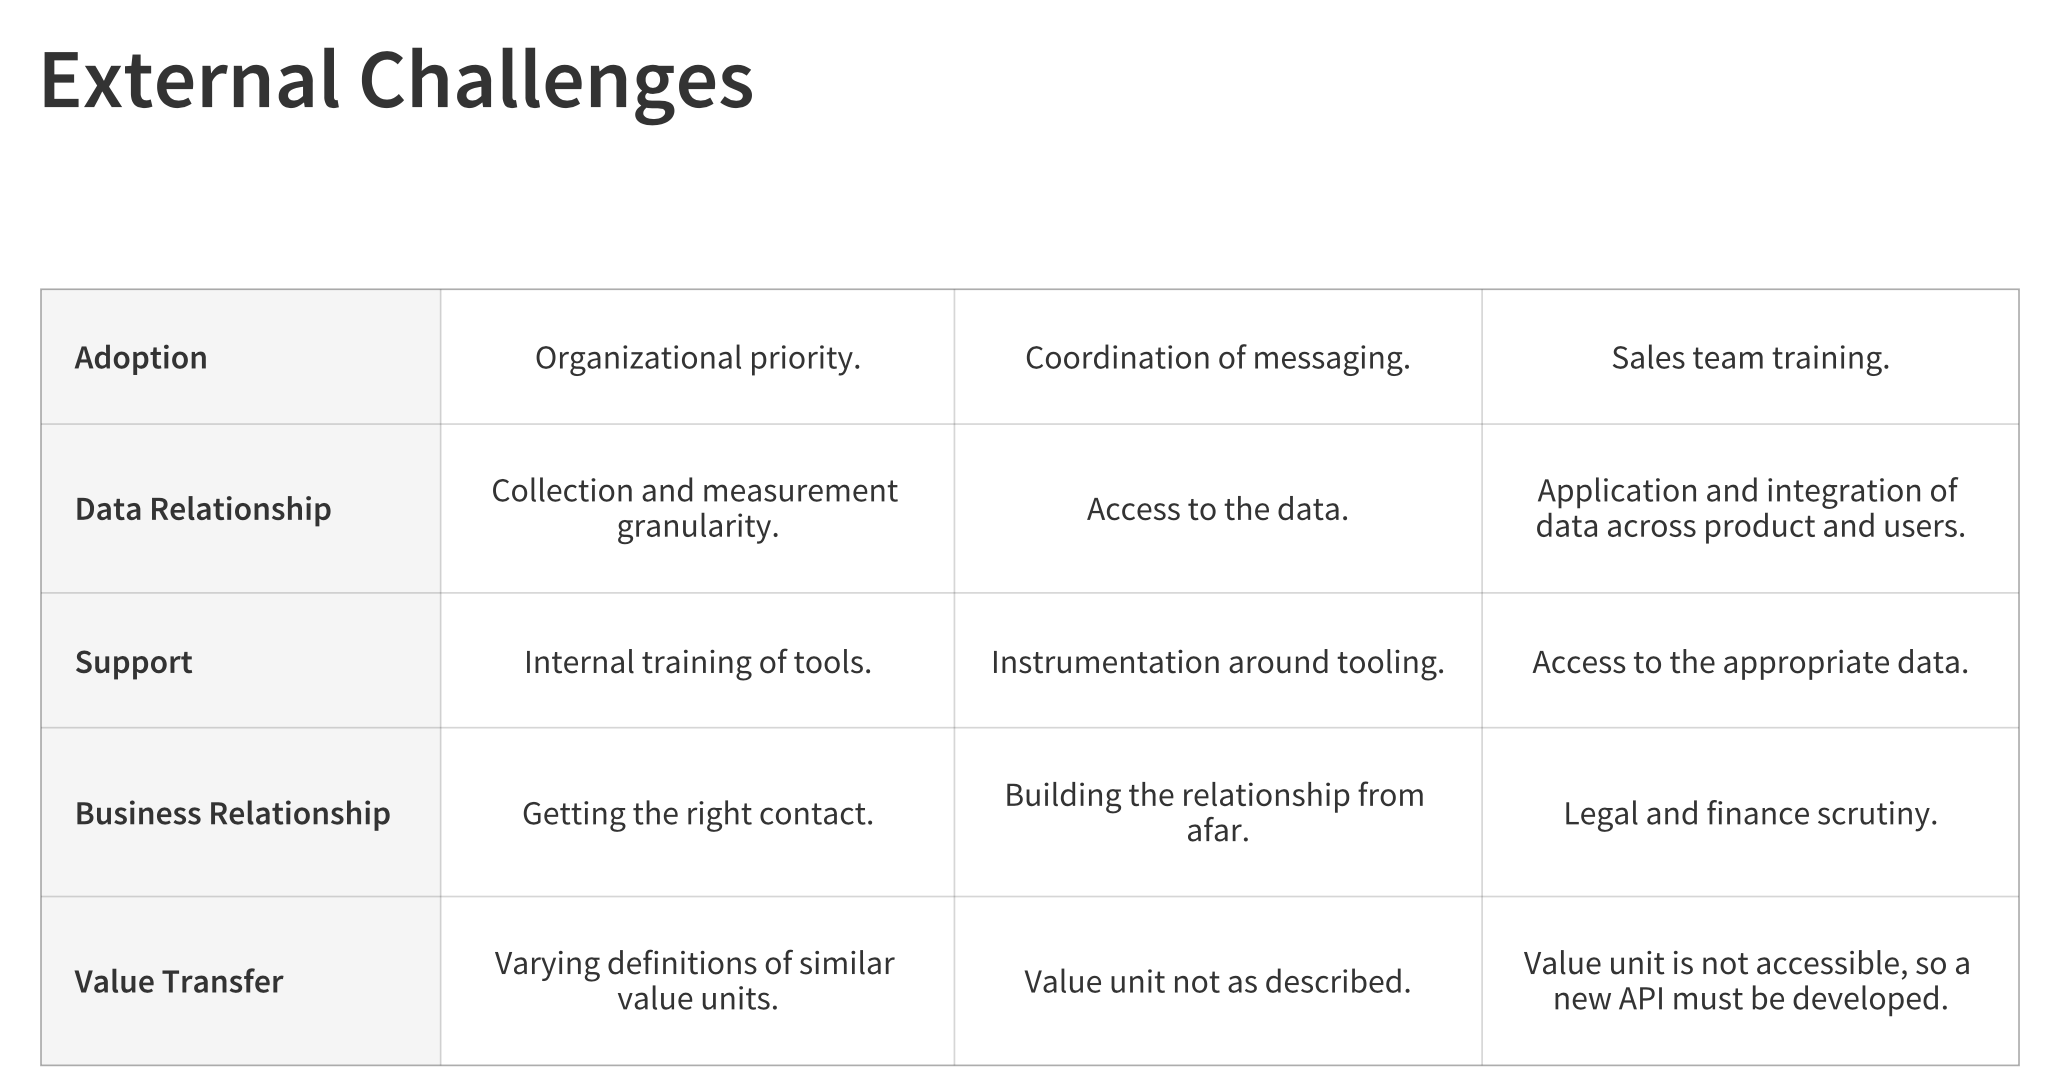 External Challenges
Adoption
Organizational priority.
Coordination of messaging.
Sales team training.
Data Relationship
Collection and measurement
granularity.
Access to the data.
Application and integration of
data across product and users.
Support
Internal training of tools.
Instrumentation around tooling.
Access to the appropriate data.
Business Relationship
Getting the right contact.
Building the relationship from
afar.
Legal and finance scrutiny.
Value Transfer
Varying definitions of similar
value units.
Value unit not as described.
Value unit is not accessible, so a
new API must be developed.